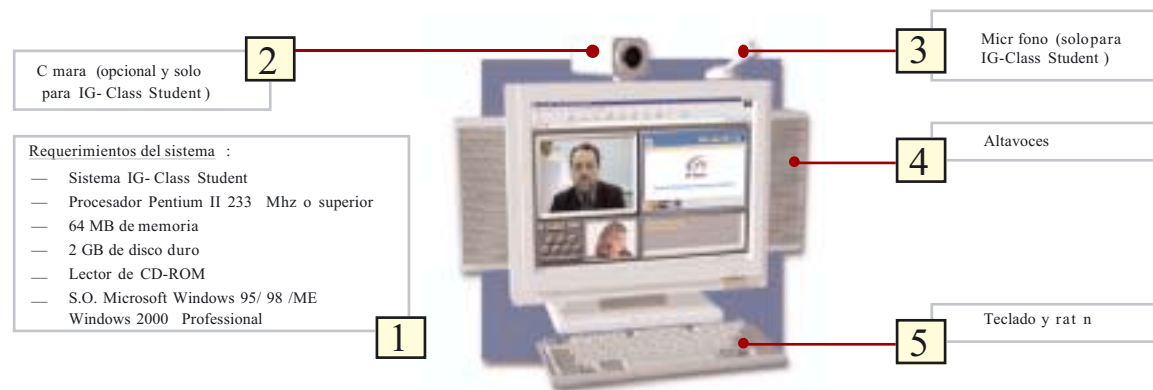 C mara (opcional y solo
para IG- Class Student )
2
Requerimientos del sistema :
— Sistema IG- Class Student
— Procesador Pentium II 233 Mhz o superior
— 64 MB de memoria
— 2 GB de disco duro
— Lector de CD-ROM
— S.O. Microsoft Windows 95/ 98 /ME
Windows 2000 Professional
1
3
Micr fono (solo para
IG-Class Student )
4
Altavoces
5
Teclado y rat n